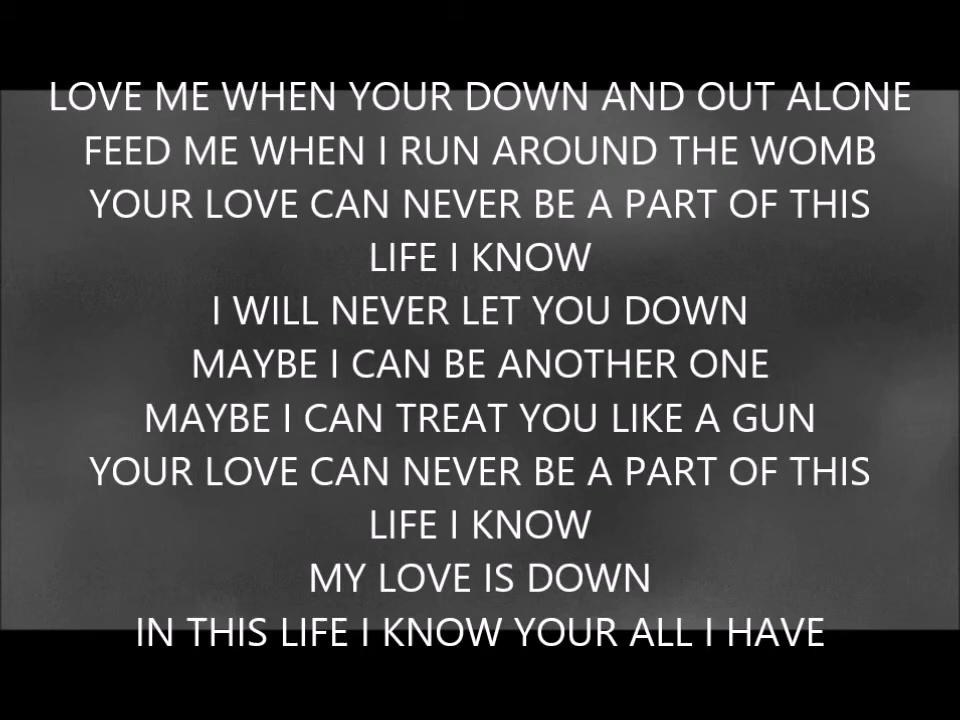 LOVE ME WHEN YOUR DOWN AND OUT ALONE
FEED ME WHEN I RUN AROUND THE WOMB
YOUR LOVE CAN NEVER BE A PART OF THIS
LIFE I KNOW
I WILL NEVER LET YOU DOWN
MAYBE I CAN BE ANOTHER ONE
MAYBE I CAN TREAT YOU LIKE A GUN
YOUR LOVE CAN NEVER BE A PART OF THIS
LIFE I KNOW
MY LOVE IS DOWN
IN THIS LIFE I KNOW YOUR ALL I HAVE